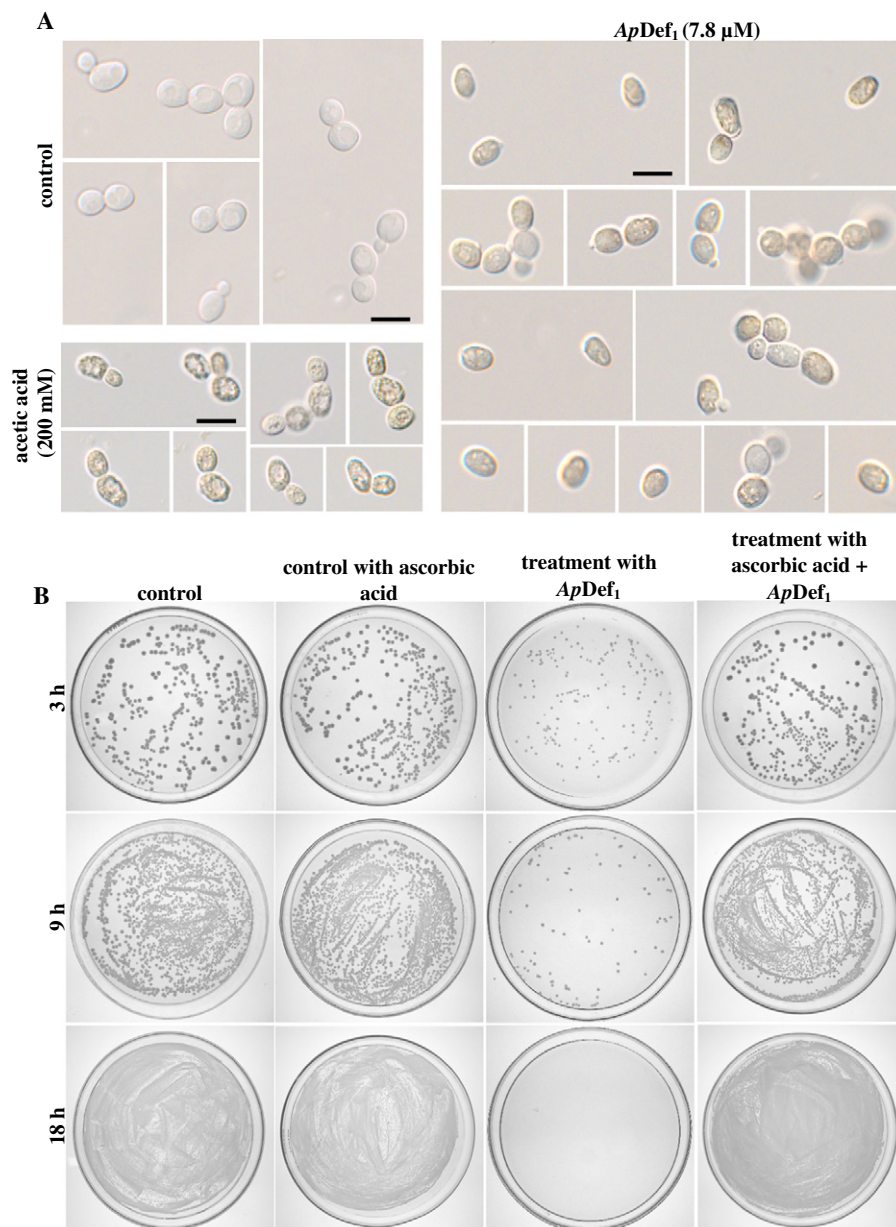 A
ApDef₁ (7.8 µM)
control
acetic acid
(200 mM)
B
control
control with ascorbic
acid
treatment with
ApDef₁
treatment with
ascorbic acid +
ApDef₁
3 h
9 h
18 h